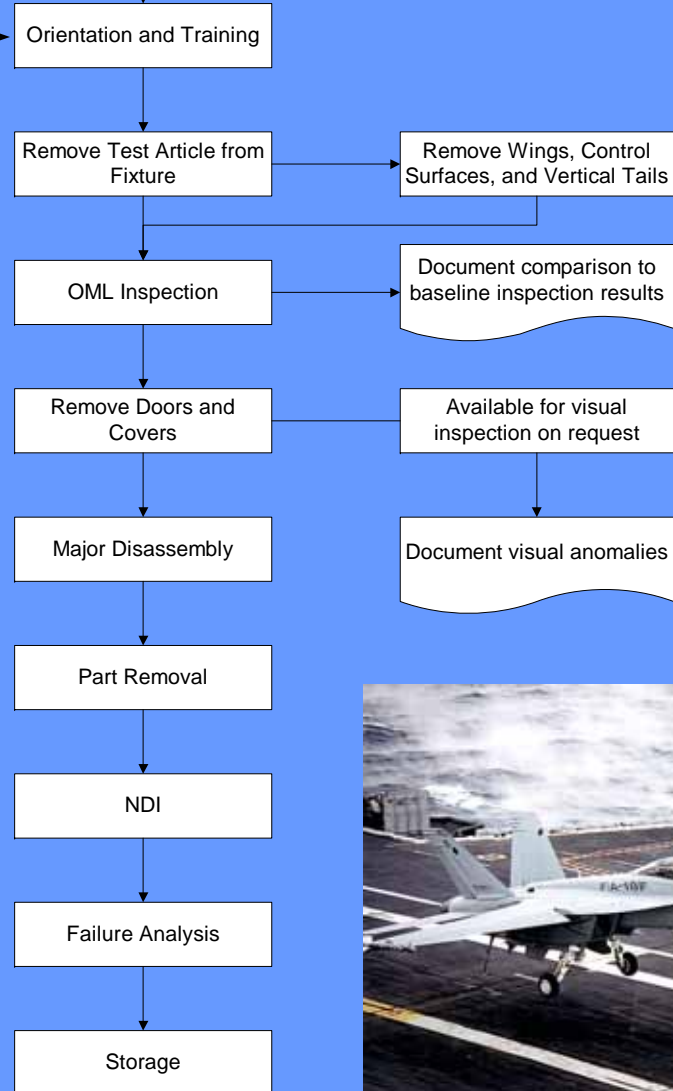 Orientation and Training
Remove Test Article from
Fixture
Remove Wings, Control
Surfaces, and Vertical Tails
OML Inspection
Document comparison to
baseline inspection results
Remove Doors and
Covers
Available for visual
inspection on request
Major Disassembly
Document visual anomalies
Part Removal
NDI
Failure Analysis
Storage